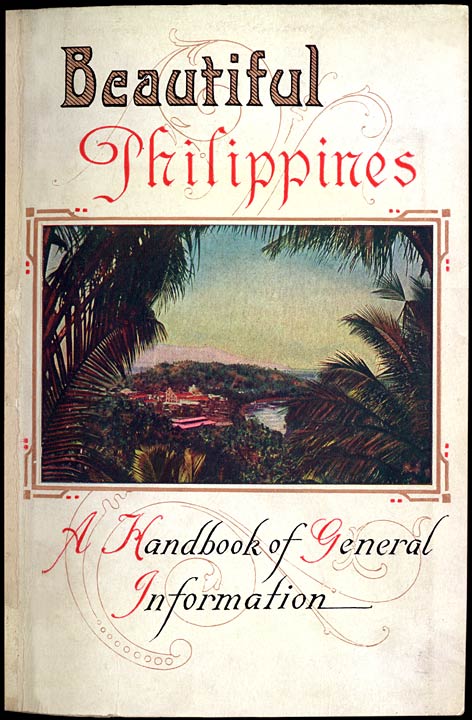 Beautiful
Philippines
A Handbook of General
Information